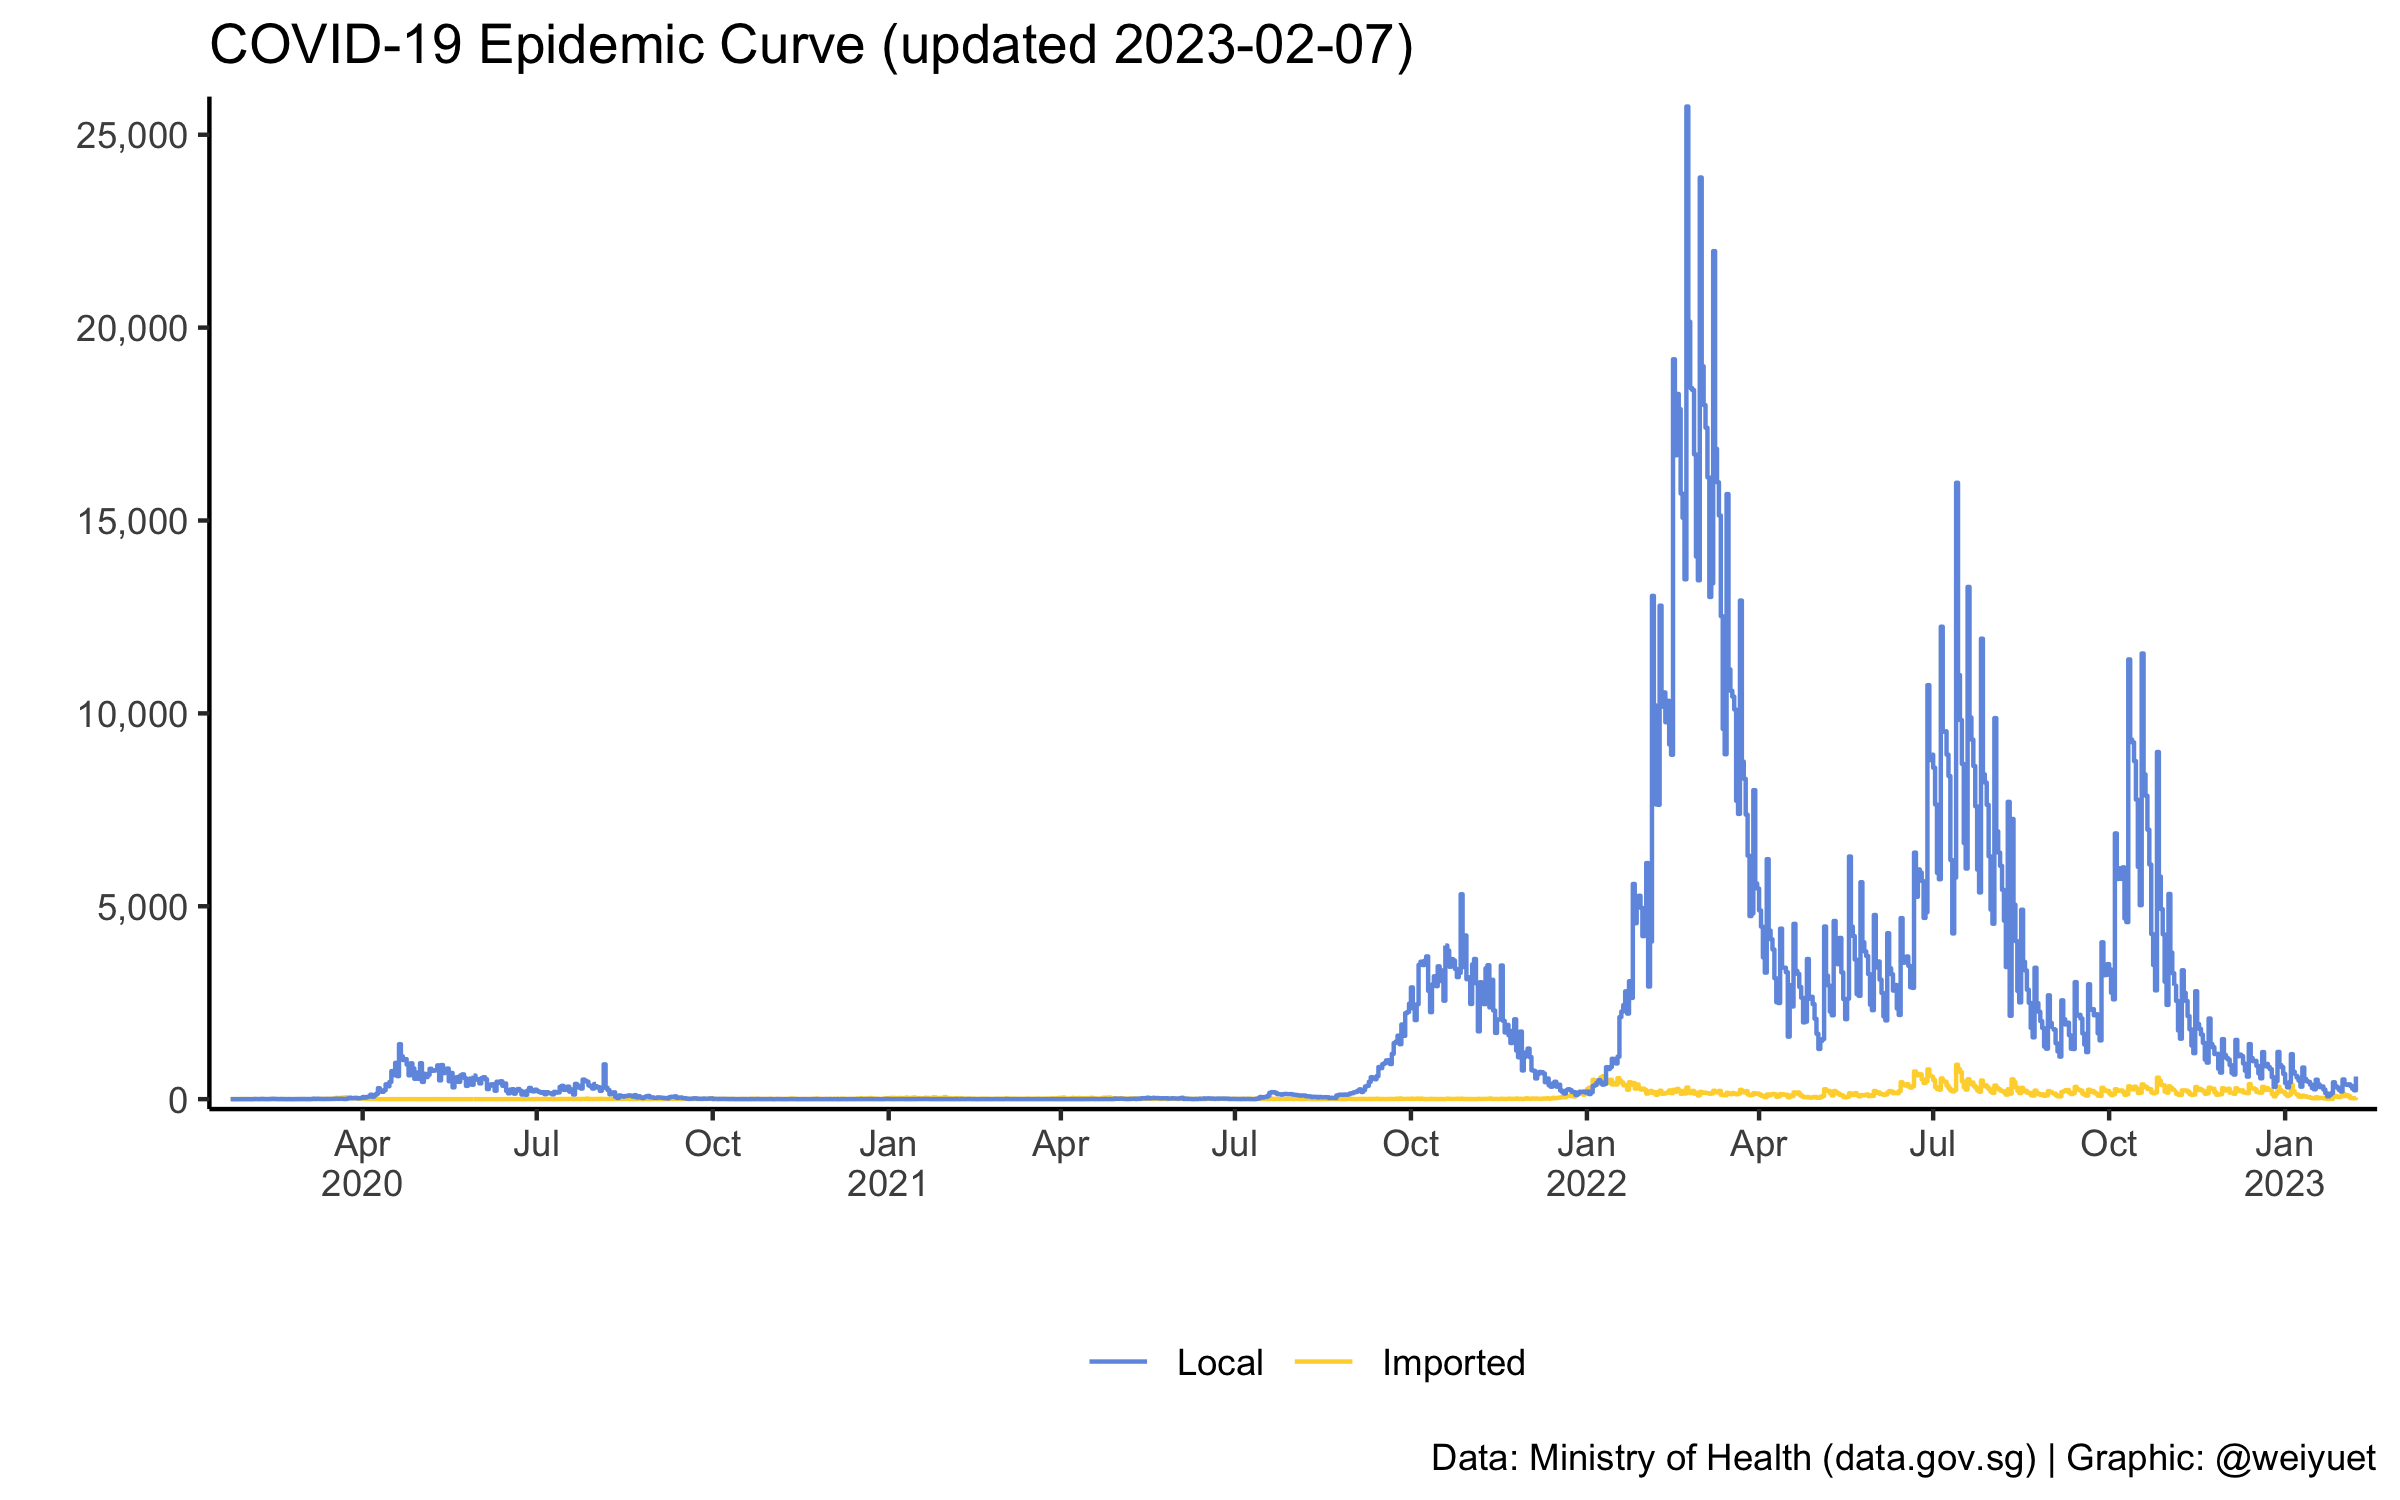 COVID-19 Epidemic Curve (updated 2023-02-07)
25,000
20,000
15,000
10,000
5,000
0
Apr Jul Oct Jan Apr Jul Oct Jan Apr Jul Oct Jan
2020 2021 2022 2023
Local Imported
Data: Ministry of Health (data.gov.sg) | Graphic: @weiyuet